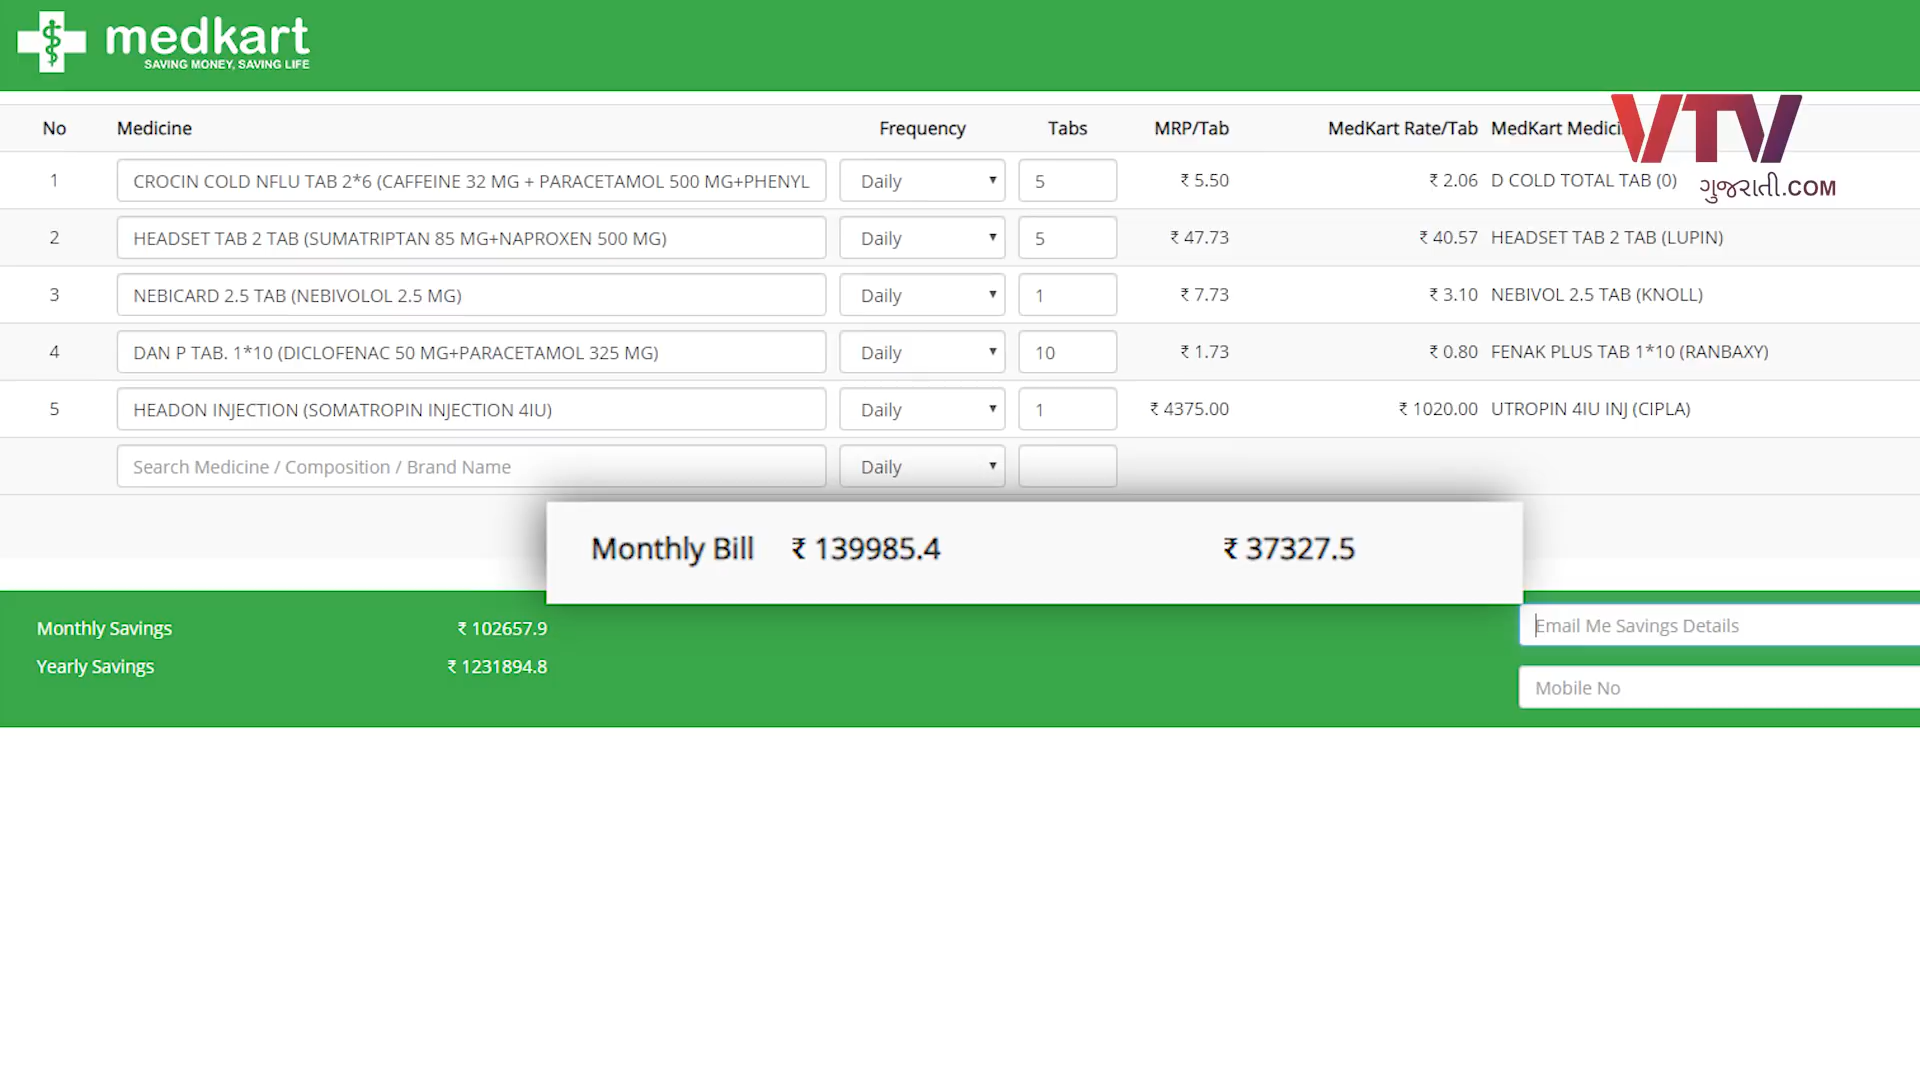 medkart
SAVING MONEY, SAVING LIFE
No Medicine Frequency Tabs MRP/Tab MedKart Rate/Tab MedKart
VTV
ગુજરાતી.COM
1 CROCIN COLD NFLU TAB 2*6 (CAFFEINE 32 MG + PARACETAMOL 500 MG+PHENYL Daily 5 ₹ 5.50 ₹ 2.06 D COLD TOTAL TAB (0)
2 HEADSET TAB 2 TAB (SUMATRIPTAN 85 MG+NAPROXEN 500 MG) Daily 5 ₹ 47.73 ₹ 40.57 HEADSET TAB 2 TAB (LUPIN)
3 NEBICARD 2.5 TAB (NEBIVOLOL 2.5 MG) Daily 1 ₹ 7.73 ₹ 3.10 NEBIVOL 2.5 TAB (KNOLL)
4 DAN P TAB. 1*10 (DICLOFENAC 50 MG+PARACETAMOL 325 MG) Daily 10 ₹ 1.73 ₹ 0.80 FENAK PLUS TAB 1*10 (RANBAXY)
5 HEADON INJECTION (SOMATROPIN INJECTION 4IU) Daily 1 ₹ 4375.00 ₹ 1020.00 UTROPIN 4IU INJ (CIPLA)
Search Medicine / Composition / Brand Name Daily
Monthly Bill ₹ 139985.4 ₹ 37327.5
Monthly Savings ₹ 102657.9 Email Me Savings Details
Yearly Savings ₹ 1231894.8
Mobile No